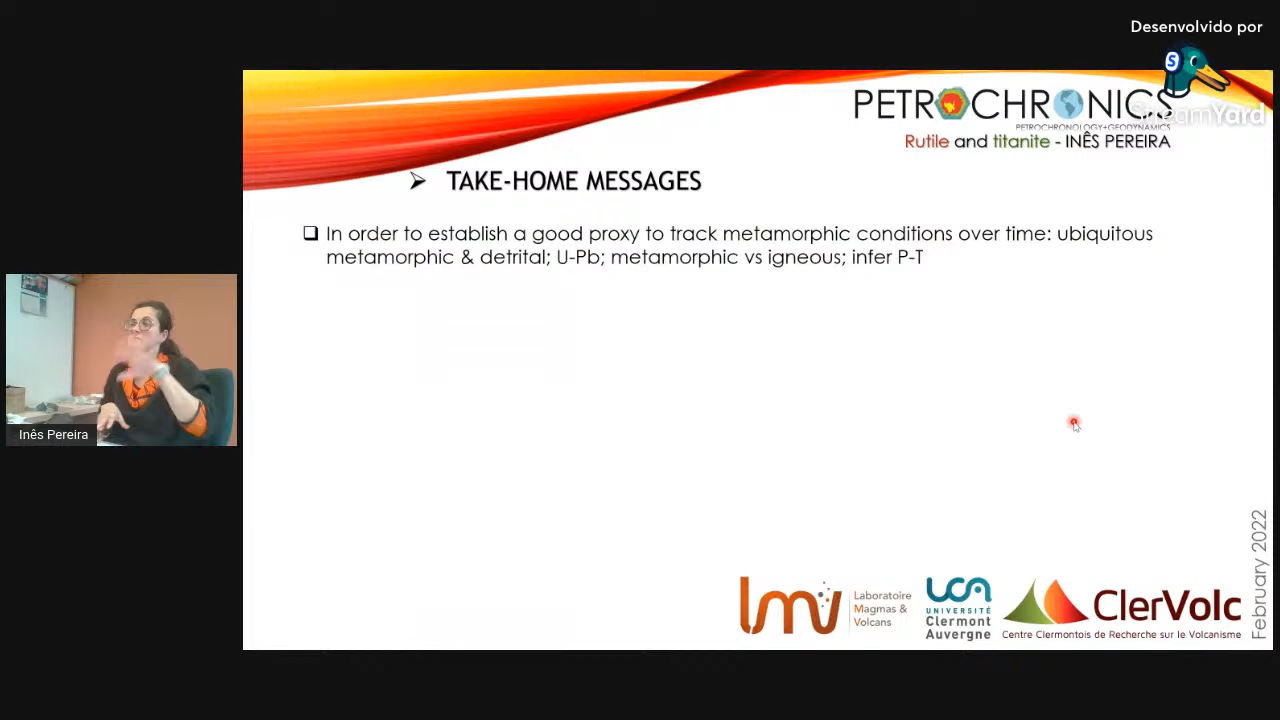 Desenvolvido por
S
StreamYard
PETROCHRONICS
PETROCHRONOLOGY+GEODYNAMICS
Rutile and titanite - INÊS PEREIRA
➢ TAKE-HOME MESSAGES
❑ In order to establish a good proxy to track metamorphic conditions over time: ubiquitous
metamorphic & detrital; U-Pb; metamorphic vs igneous; infer P-T
Inês Pereira
February 2022
lmv
Laboratoire
Magmas &
Volcans
UCA
UNIVERSITÉ
Clermont
Auvergne
ClerVolc
Centre Clermontois de Recherche sur le Volcanisme